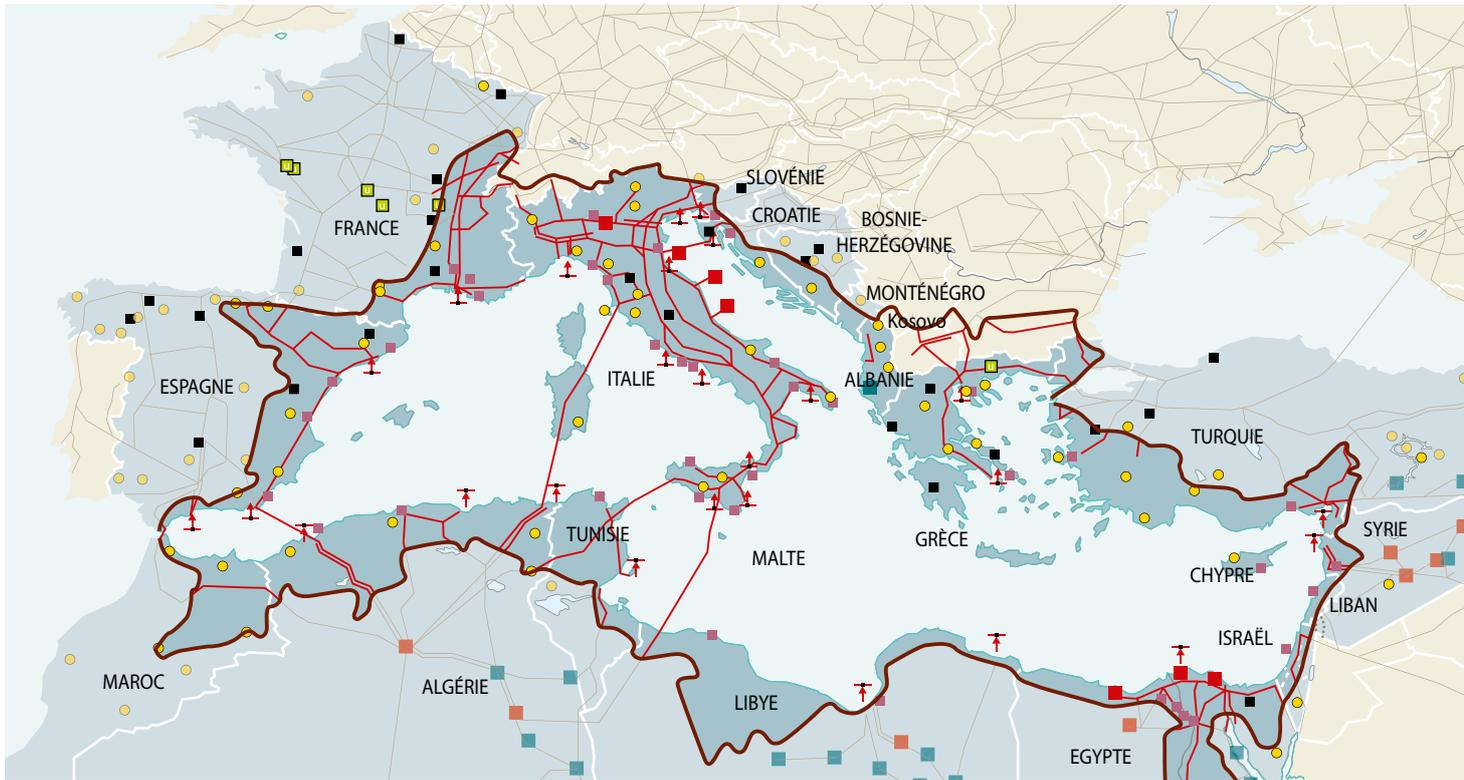 SLOVÉNIE
CROATIE
BOSNIE-
HERZÉGOVINE
FRANCE
MONTÉNÉGRO
Kosovo
ITALIE
ALBANIE
ESPAGNE
TURQUIE
TUNISIE
GRÈCE
SYRIE
MALTE
CHYPRE
LIBAN
ISRAËL
MAROC
ALGÉRIE
LIBYE
EGYPTE
U
U
U
U
U
U